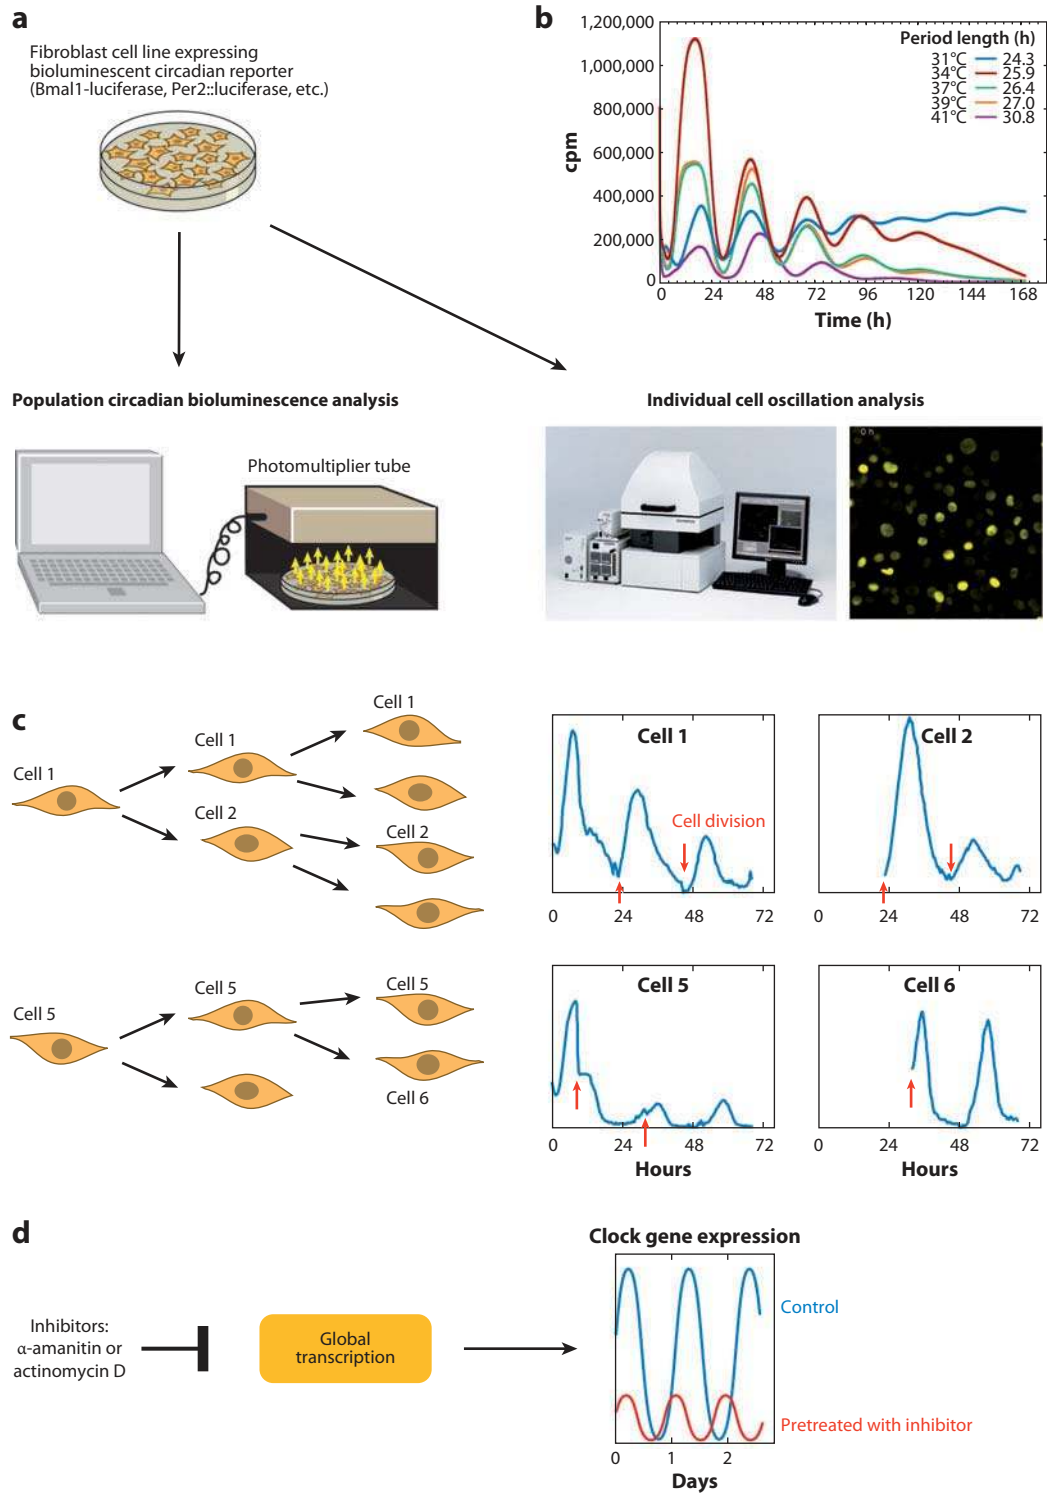 a
Fibroblast cell line expressing
bioluminescent circadian reporter
(Bmal1-luciferase, Per2::luciferase, etc.)
b
1,200,000
1,000,000
800,000
600,000
400,000
200,000
0
cpm
Period length (h)
31°C 24.3
34°C 25.9
37°C 26.4
39°C 27.0
41°C 30.8
0 24 48 72 96 120 144 168
Time (h)
Population circadian bioluminescence analysis
Photomultiplier tube
Individual cell oscillation analysis
0 h
c
Cell 1
Cell 1
Cell 1
Cell 2
Cell 2
Cell 5
Cell 5
Cell 5
Cell 6
Cell 1
Cell division
0 24 48 72
Cell 2
0 24 48 72
Cell 5
0 24 48 72
Hours
Cell 6
0 24 48 72
Hours
d
Inhibitors:
α-amanitin or
actinomycin D
Global
transcription
Clock gene expression
Control
Pretreated with inhibitor
0 1 2
Days